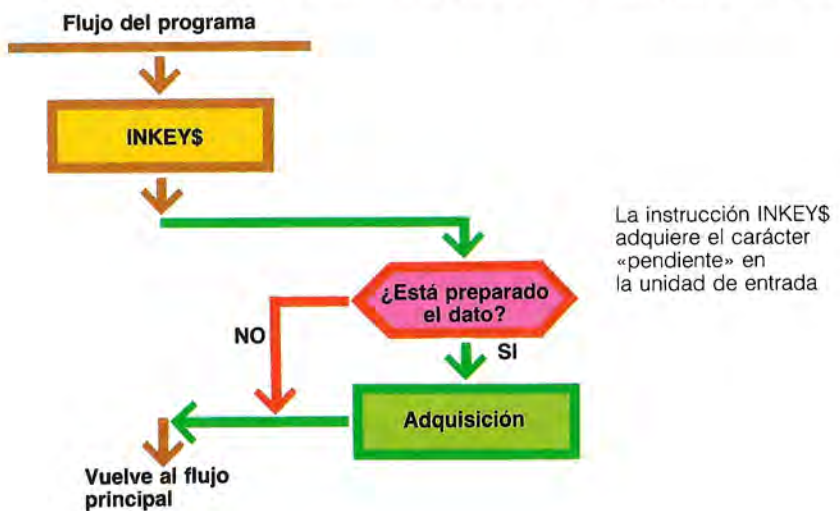 Flujo del programa
INKEY$
La instrucción INKEY$
adquiere el carácter
«pendiente» en
la unidad de entrada
¿Está preparado
el dato?
NO
SI
Adquisición
Vuelve al flujo
principal